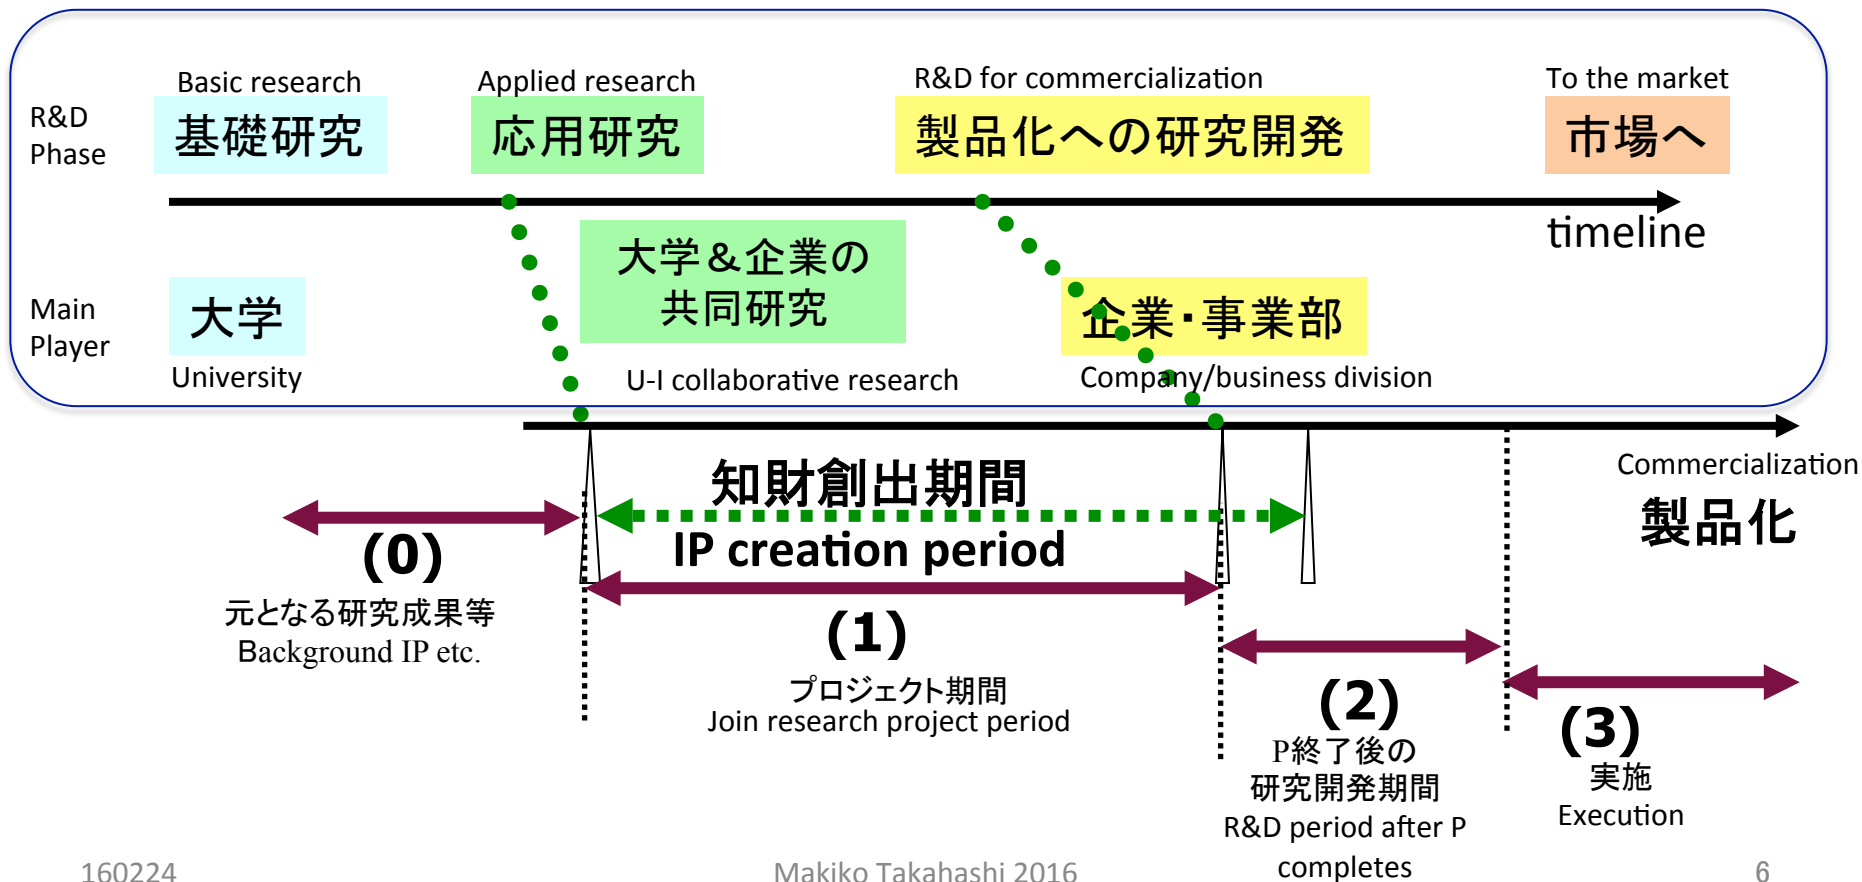 Basic research
Applied research
R&D for commercialization
To the market
R&D
Phase
基礎研究
応用研究
製品化への研究開発
市場へ
timeline
Main
Player
大学
大学＆企業の
共同研究
企業・事業部
University
U-I collaborative research
Company/business division
Commercialization
製品化
知財創出期間
IP creation period
(0)
元となる研究成果等
Background IP etc.
(1)
プロジェクト期間
Join research project period
(2)
P終了後の
研究開発期間
R&D period after P
completes
(3)
実施
Execution
160224
Makiko Takahashi 2016
6